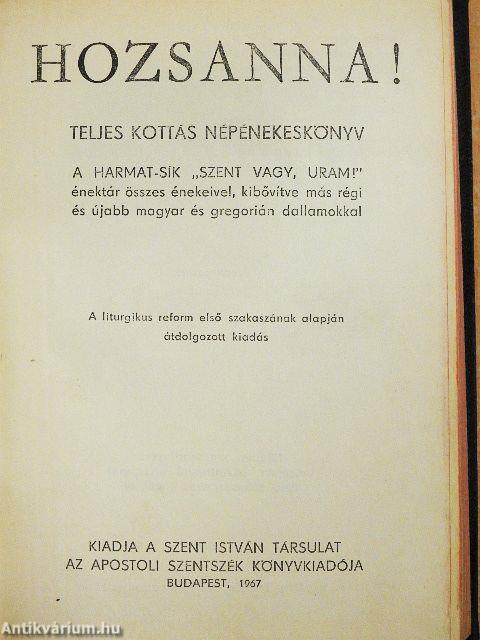 HOZSANNA!
TELJES KOTTÁS NÉPÉNEKESKÖNYV
A HARMAT-SÍK „SZENT VAGY, URAM!"
énektár összes énekeivel, kibővítve más régi
és újabb magyar és gregorián dallamokkal
A liturgikus reform első szakaszának alapján
átdolgozott kiadás
KIADJA A SZENT ISTVÁN TÁRSULAT
AZ APOSTOLI SZENTSZÉK KÖNYVKIADÓJA
BUDAPEST, 1967
Antikvárium.hu